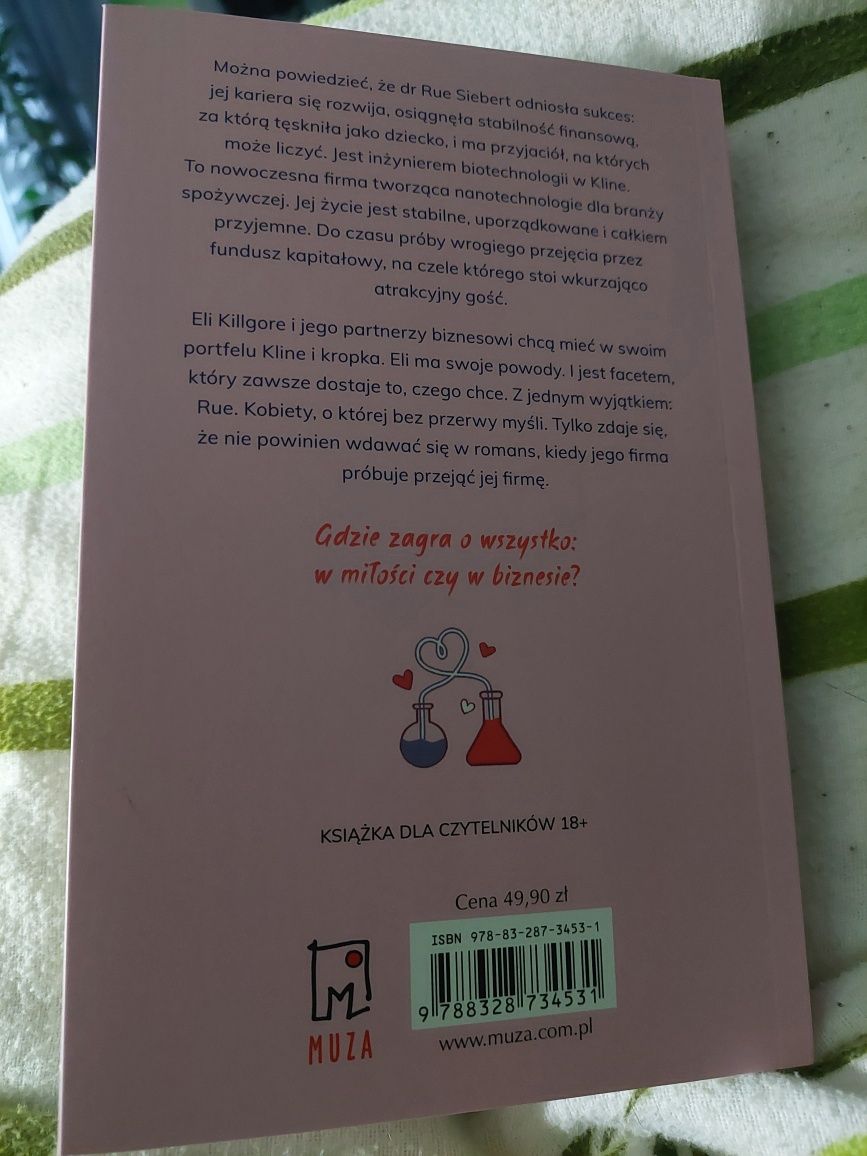 Można powiedzieć, że dr Rue Siebert odniosła sukces:
jej kariera się rozwija, osiągnęła stabilność finansową,
za którą tęskniła jako dziecko, i ma przyjaciół, na których
może liczyć. Jest inżynierem biotechnologii w Kline.
To nowoczesna firma tworząca nanotechnologie dla branży
spożywczej. Jej życie jest stabilne, uporządkowane i całkiem
przyjemne. Do czasu próby wrogiego przejęcia przez
fundusz kapitałowy, na czele którego stoi wkurzająco
atrakcyjny gość.
Eli Killgore i jego partnerzy biznesowi chcą mieć w swoim
portfelu Kline i kropka. Eli ma swoje powody. I jest facetem,
który zawsze dostaje to, czego chce. Z jednym wyjątkiem:
Rue. Kobiety, o której bez przerwy myśli. Tylko zdaje się,
że nie powinien wdawać się w romans, kiedy jego firma
próbuje przejąć jej firmę.
Gdzie zagra o wszystko:
w miłości czy w biznesie?
KSIĄŻKA DLA CZYTELNIKÓW 18+
Cena 49,90 zł
ISBN 978-83-287-3453-1
9 788328 734531
M
MUZA
www.muza.com.pl